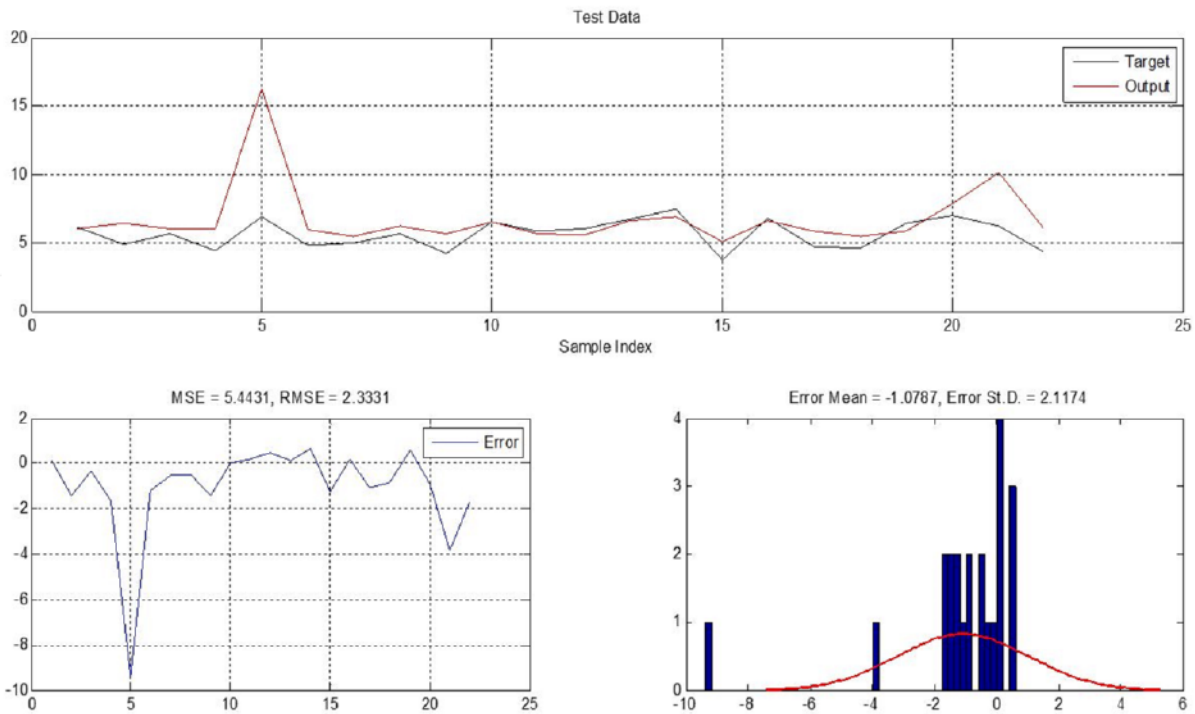 Test Data
20
15
10
5
0
Target
Output
0 5 10 15 20 25
Sample Index
MSE = 5.4431, RMSE = 2.3331
2
0
-2
-4
-6
-8
-10
Error
0 5 10 15 20 25
Error Mean = -1.0787, Error St.D. = 2.1174
4
3
2
1
0
-10 -8 -6 -4 -2 0 2 4 6